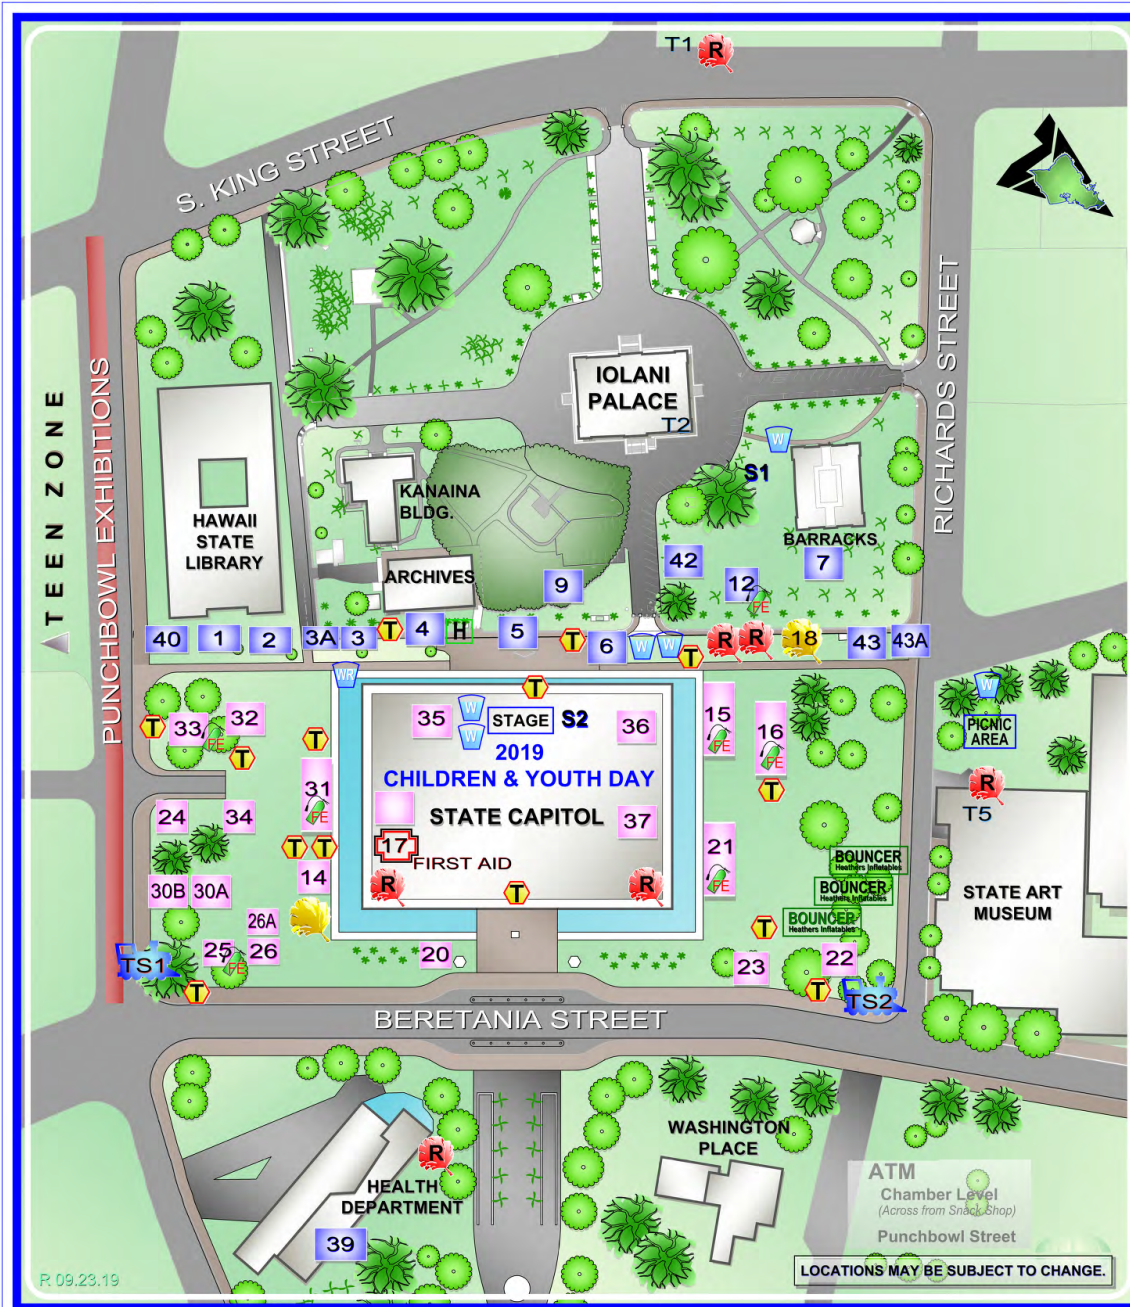 T1 R
S. KING STREET
RICHARDS STREET
IOLANI
PALACE
T2
TEEN ZONE
PUNCHBOWL EXHIBITIONS
W
S1
KANAINA
BLDG.
HAWAII
STATE
LIBRARY
BARRACKS
7
ARCHIVES
9
42
12
FE
40
1
2
3A
3
T
4
H
5
T
6
W
W
T
R
R
18
43
43A
WR
T
W
PICNIC
AREA
33
FE
32
T
T
T
35
W
W
STAGE
S2
36
15
FE
16
FE
T
2019
CHILDREN & YOUTH DAY
31
FE
R
T5
24
34
STATE CAPITOL
37
T
T
17
FIRST AID
21
FE
BOUNCER
Heathers Inflatables
BOUNCER
Heathers Inflatables
BOUNCER
Heathers Inflatables
STATE ART
MUSEUM
14
30B
30A
R
T
R
26A
25
FE
26
20
T
23
22
TS1
T
T
TS2
BERETANIA STREET
WASHINGTON
PLACE
R
HEALTH
DEPARTMENT
39
ATM
Chamber Level
(Across from Snack Shop)
Punchbowl Street
LOCATIONS MAY BE SUBJECT TO CHANGE.
R 09.23.19